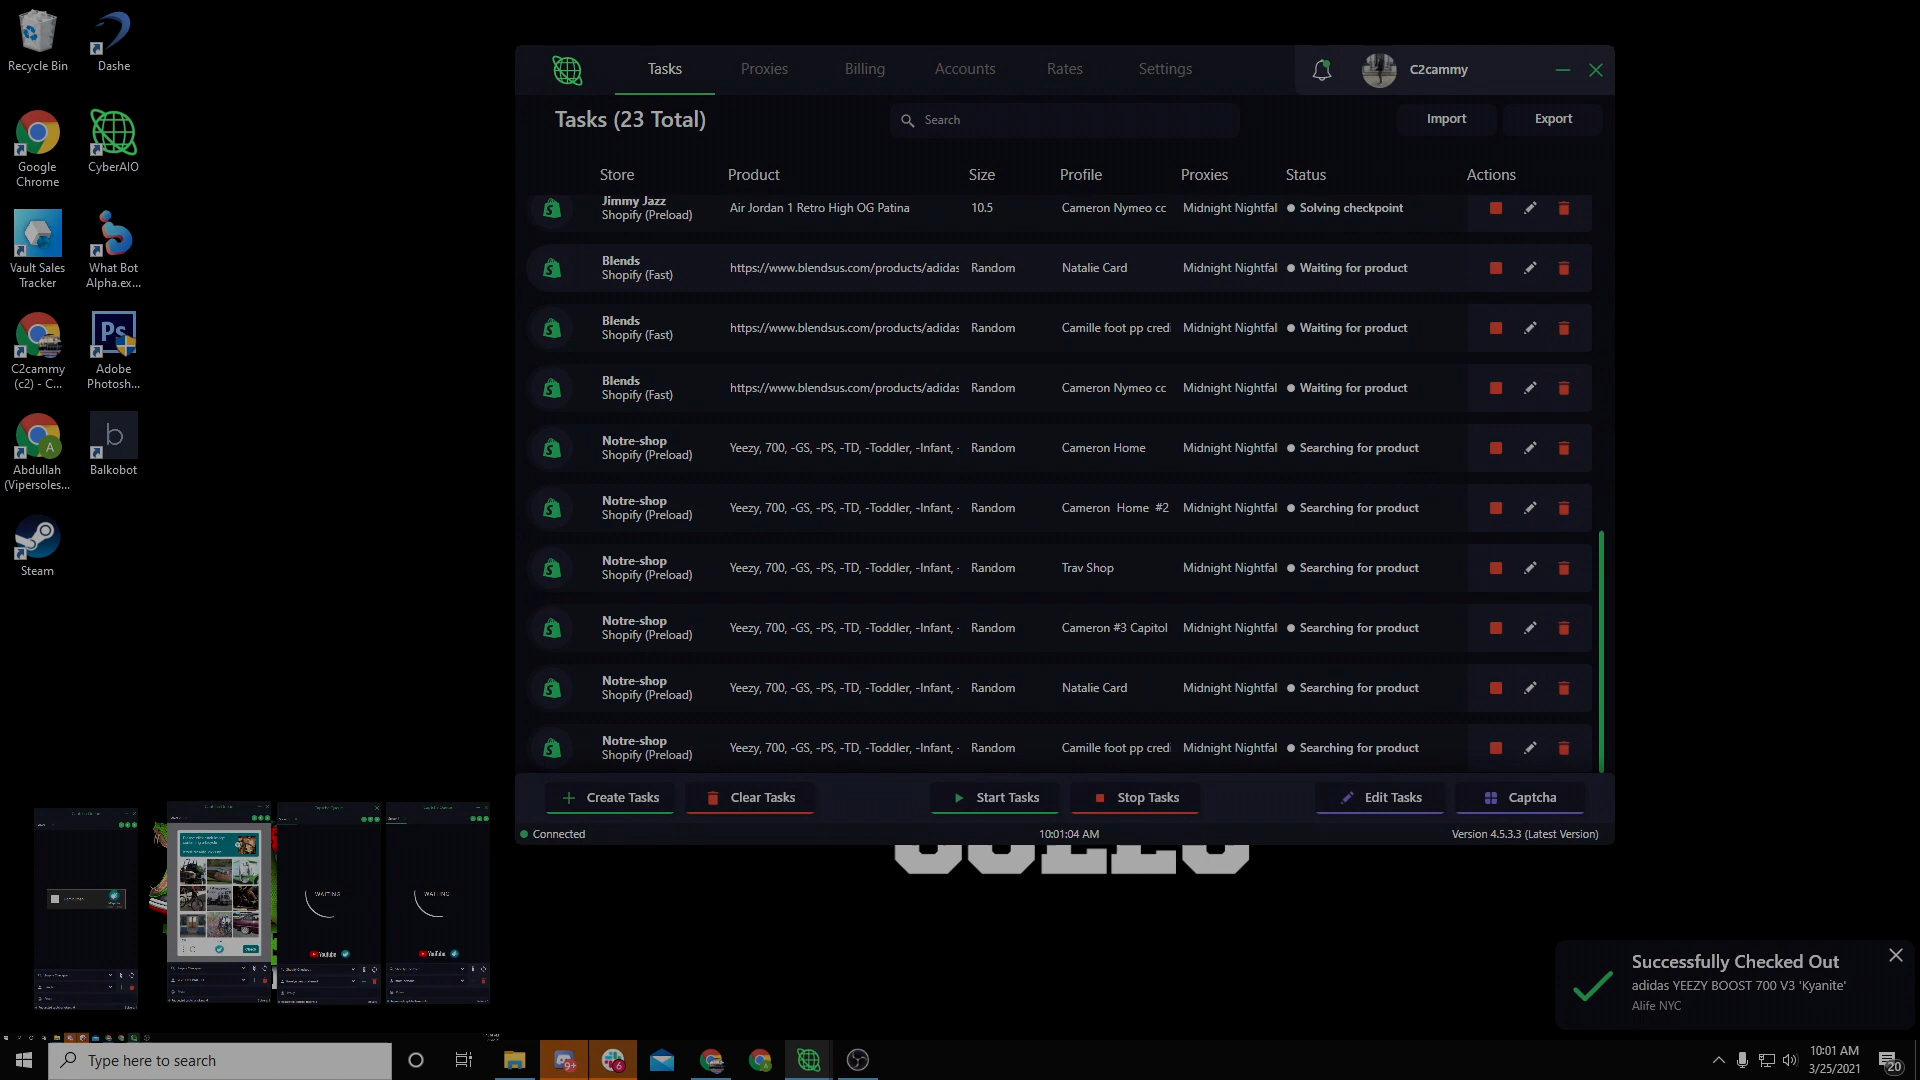 Recycle Bin
Dashe
Google
Chrome
CyberAIO
Vault Sales
Tracker
What Bot
Alpha.ex...
C2cammy
(c2) - C...
Adobe
Photosh...
Abdullah
(Vipersoles...
Balkobot
Steam
Tasks
Proxies
Billing
Accounts
Rates
Settings
C2cammy
Tasks (23 Total)
Search
Import
Export
Store Product Size Profile Proxies Status Actions
Jimmy Jazz
Shopify (Preload)
Air Jordan 1 Retro High OG Patina 10.5 Cameron Nymeo cc Midnight Nightfal Solving checkpoint
Blends
Shopify (Fast)
https://www.blendsus.com/products/adidas Random Natalie Card Midnight Nightfal Waiting for product
Blends
Shopify (Fast)
https://www.blendsus.com/products/adidas Random Camille foot pp credi Midnight Nightfal Waiting for product
Blends
Shopify (Fast)
https://www.blendsus.com/products/adidas Random Cameron Nymeo cc Midnight Nightfal Waiting for product
Notre-shop
Shopify (Preload)
Yeezy, 700, -GS, -PS, -TD, -Toddler, -Infant, - Random Cameron Home Midnight Nightfal Searching for product
Notre-shop
Shopify (Preload)
Yeezy, 700, -GS, -PS, -TD, -Toddler, -Infant, - Random Cameron Home #2 Midnight Nightfal Searching for product
Notre-shop
Shopify (Preload)
Yeezy, 700, -GS, -PS, -TD, -Toddler, -Infant, - Random Trav Shop Midnight Nightfal Searching for product
Notre-shop
Shopify (Preload)
Yeezy, 700, -GS, -PS, -TD, -Toddler, -Infant, - Random Cameron #3 Capitol Midnight Nightfal Searching for product
Notre-shop
Shopify (Preload)
Yeezy, 700, -GS, -PS, -TD, -Toddler, -Infant, - Random Natalie Card Midnight Nightfal Searching for product
Notre-shop
Shopify (Preload)
Yeezy, 700, -GS, -PS, -TD, -Toddler, -Infant, - Random Camille foot pp credi Midnight Nightfal Searching for product
Create Tasks
Clear Tasks
Start Tasks
Stop Tasks
Edit Tasks
Captcha
Connected
10:01:04 AM
Version 4.5.3.3 (Latest Version)
WAITING
WAITING
YouTube
YouTube
Successfully Checked Out
adidas YEEZY BOOST 700 V3 'Kyanite'
Alife NYC
Type here to search
9+
6
10:01 AM
3/25/2021
20